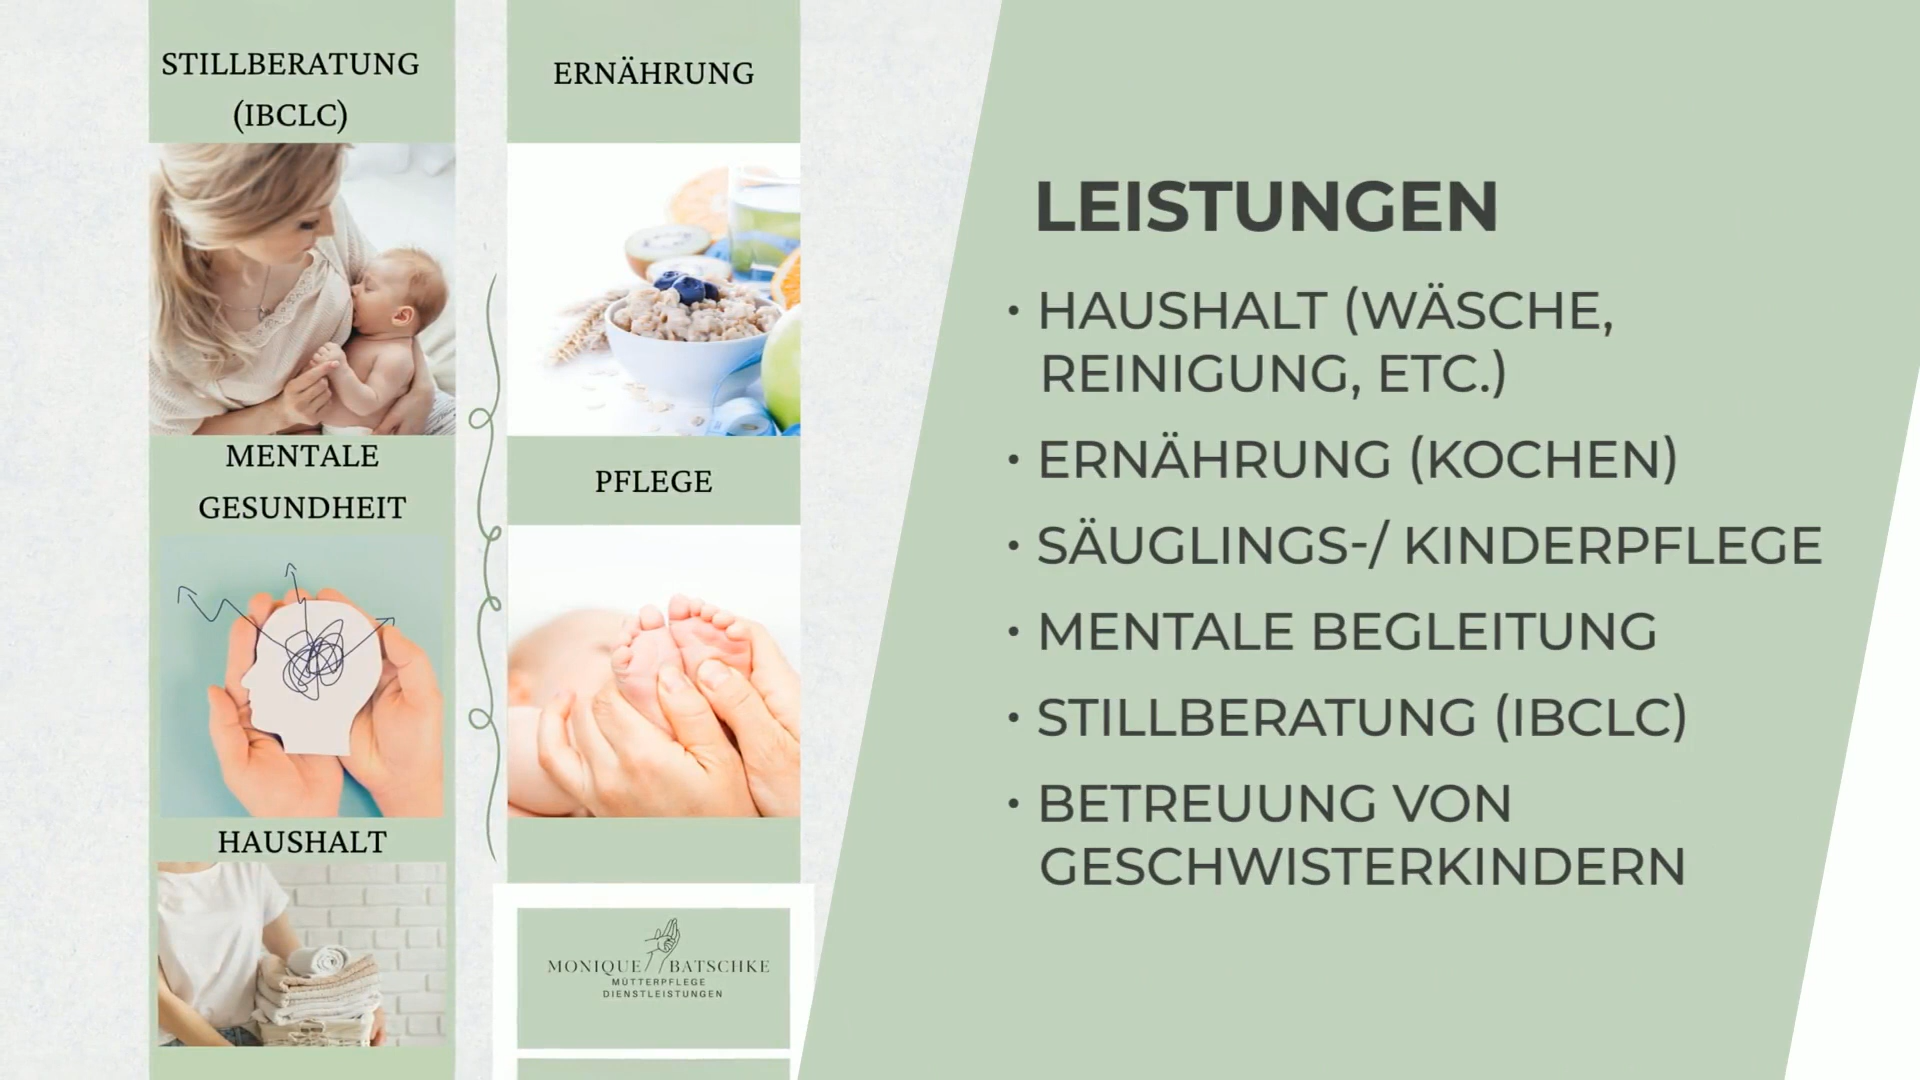 STILLBERATUNG
(IBCLC)
ERNÄHRUNG
MENTALE
GESUNDHEIT
PFLEGE
HAUSHALT
MONIQUE BATSCHKE
MÜTTERPFLEGE
DIENSTLEISTUNGEN
LEISTUNGEN
• HAUSHALT (WÄSCHE,
REINIGUNG, ETC.)
• ERNÄHRUNG (KOCHEN)
• SÄUGLINGS-/ KINDERPFLEGE
• MENTALE BEGLEITUNG
• STILLBERATUNG (IBCLC)
• BETREUUNG VON
GESCHWISTERKINDERN